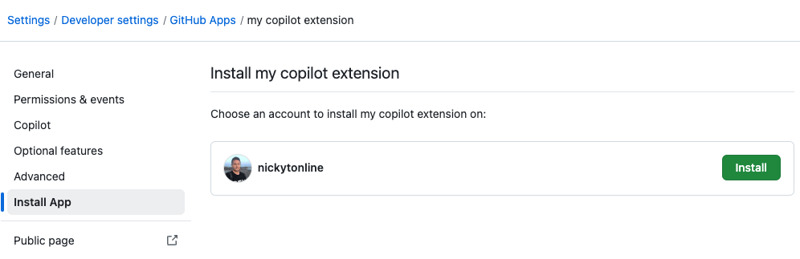 Settings / Developer settings / GitHub Apps / my copilot extension
General
Permissions & events
Copilot
Optional features
Advanced
Install App
Public page
Install my copilot extension
Choose an account to install my copilot extension on:
nickytonline
Install